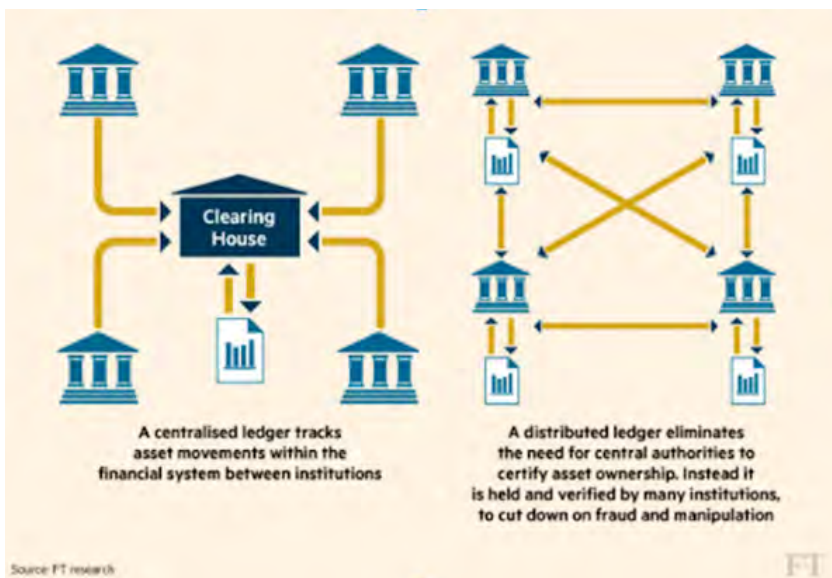 Clearing
House
A centralised ledger tracks
asset movements within the
financial system between institutions
A distributed ledger eliminates
the need for central authorities to
certify asset ownership. Instead it
is held and verified by many institutions,
to cut down on fraud and manipulation
Source: FT research
FT